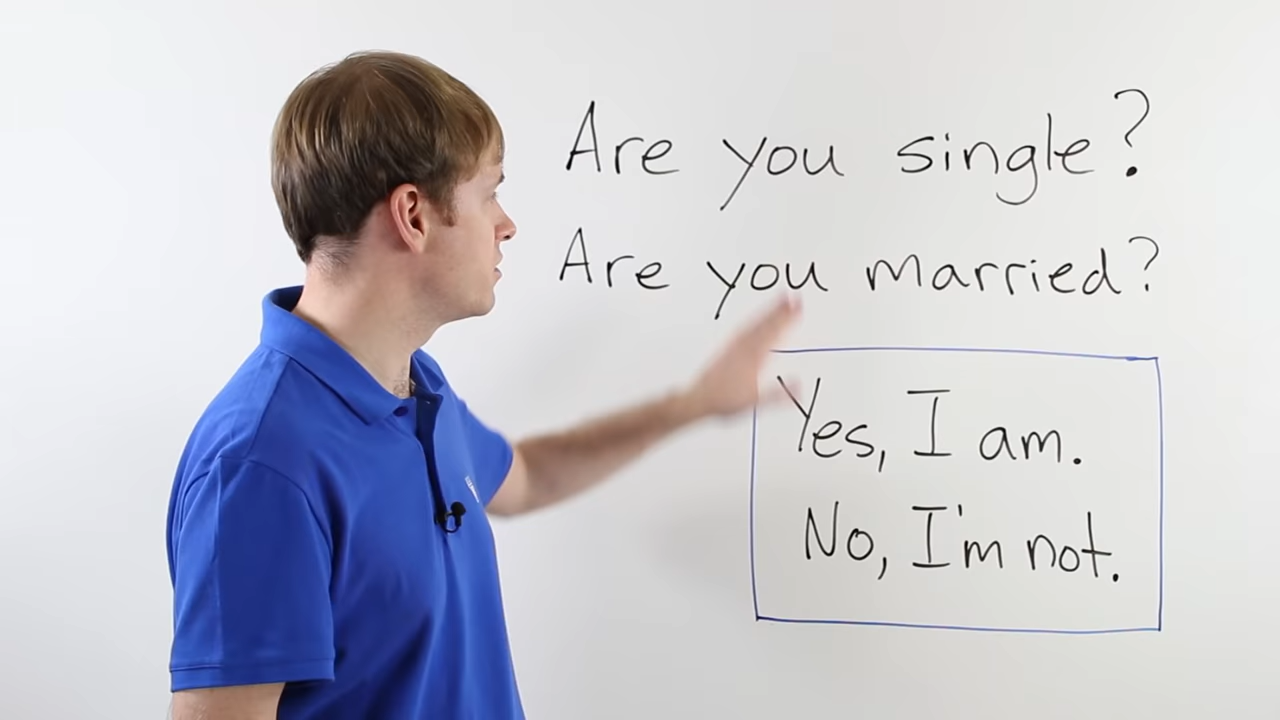 Are you single?
Are you married?
Yes, I am.
No, I'm not.